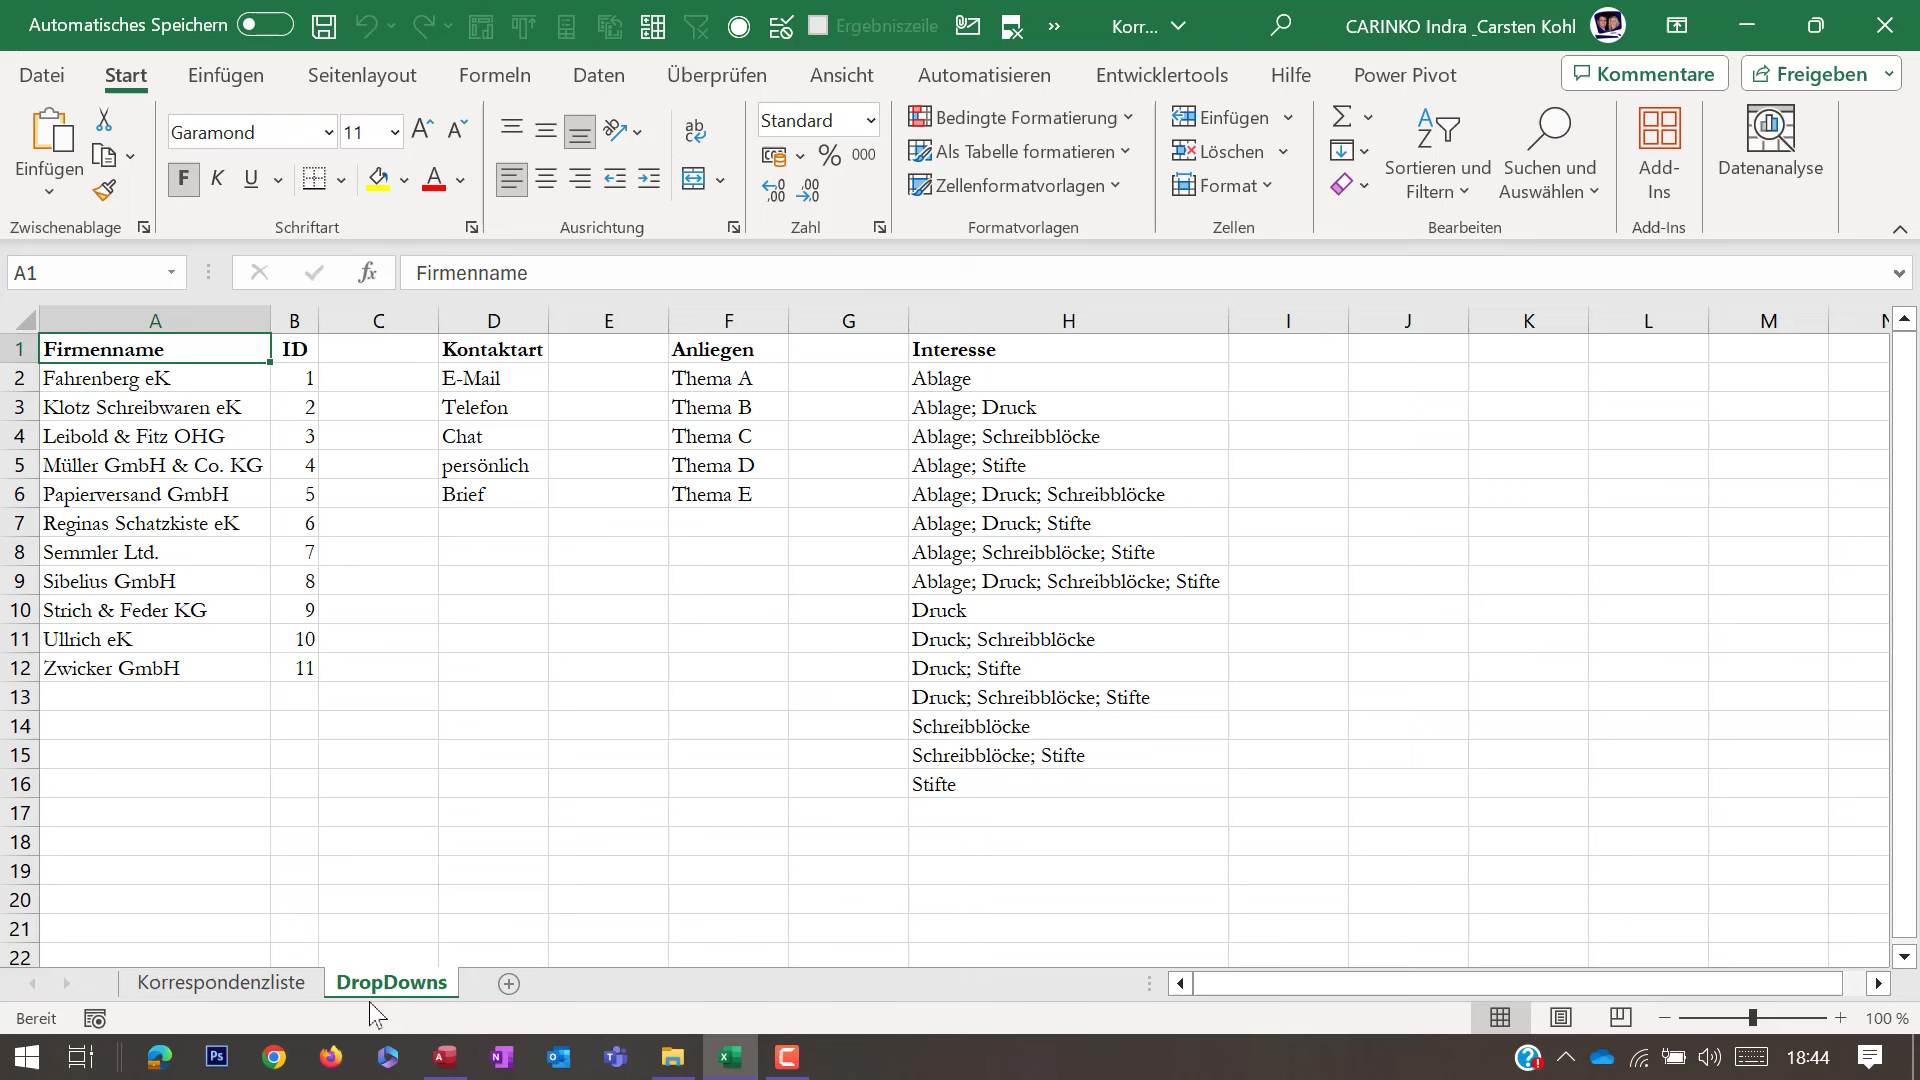 Automatisches Speichern
Ergebniszeile
Korr...
CARINKO Indra _Carsten Kohl
Datei
Start
Einfügen
Seitenlayout
Formeln
Daten
Überprüfen
Ansicht
Automatisieren
Entwicklertools
Hilfe
Power Pivot
Kommentare
Freigeben
Einfügen
Zwischenablage
Garamond
11
F K U
Schriftart
Ausrichtung
Standard
% 000
Zahl
Bedingte Formatierung
Als Tabelle formatieren
Zellenformatvorlagen
Formatvorlagen
Einfügen
Löschen
Format
Zellen
Sortieren und
Filtern
Suchen und
Auswählen
Bearbeiten
Add-
Ins
Add-Ins
Datenanalyse
A1
fx
Firmenname
A B C D E F G H I J K L M N
1 Firmenname ID Kontaktart Anliegen Interesse
2 Fahrenberg eK 1 E-Mail Thema A Ablage
3 Klotz Schreibwaren eK 2 Telefon Thema B Ablage; Druck
4 Leibold & Fitz OHG 3 Chat Thema C Ablage; Schreibblöcke
5 Müller GmbH & Co. KG 4 persönlich Thema D Ablage; Stifte
6 Papierversand GmbH 5 Brief Thema E Ablage; Druck; Schreibblöcke
7 Reginas Schatzkiste eK 6 Ablage; Druck; Stifte
8 Semmler Ltd. 7 Ablage; Schreibblöcke; Stifte
9 Sibelius GmbH 8 Ablage; Druck; Schreibblöcke; Stifte
10 Strich & Feder KG 9 Druck
11 Ullrich eK 10 Druck; Schreibblöcke
12 Zwicker GmbH 11 Druck; Stifte
13 Druck; Schreibblöcke; Stifte
14 Schreibblöcke
15 Schreibblöcke; Stifte
16 Stifte
17
18
19
20
21
22
Korrespondenzliste
DropDowns
Bereit
100 %
18:44